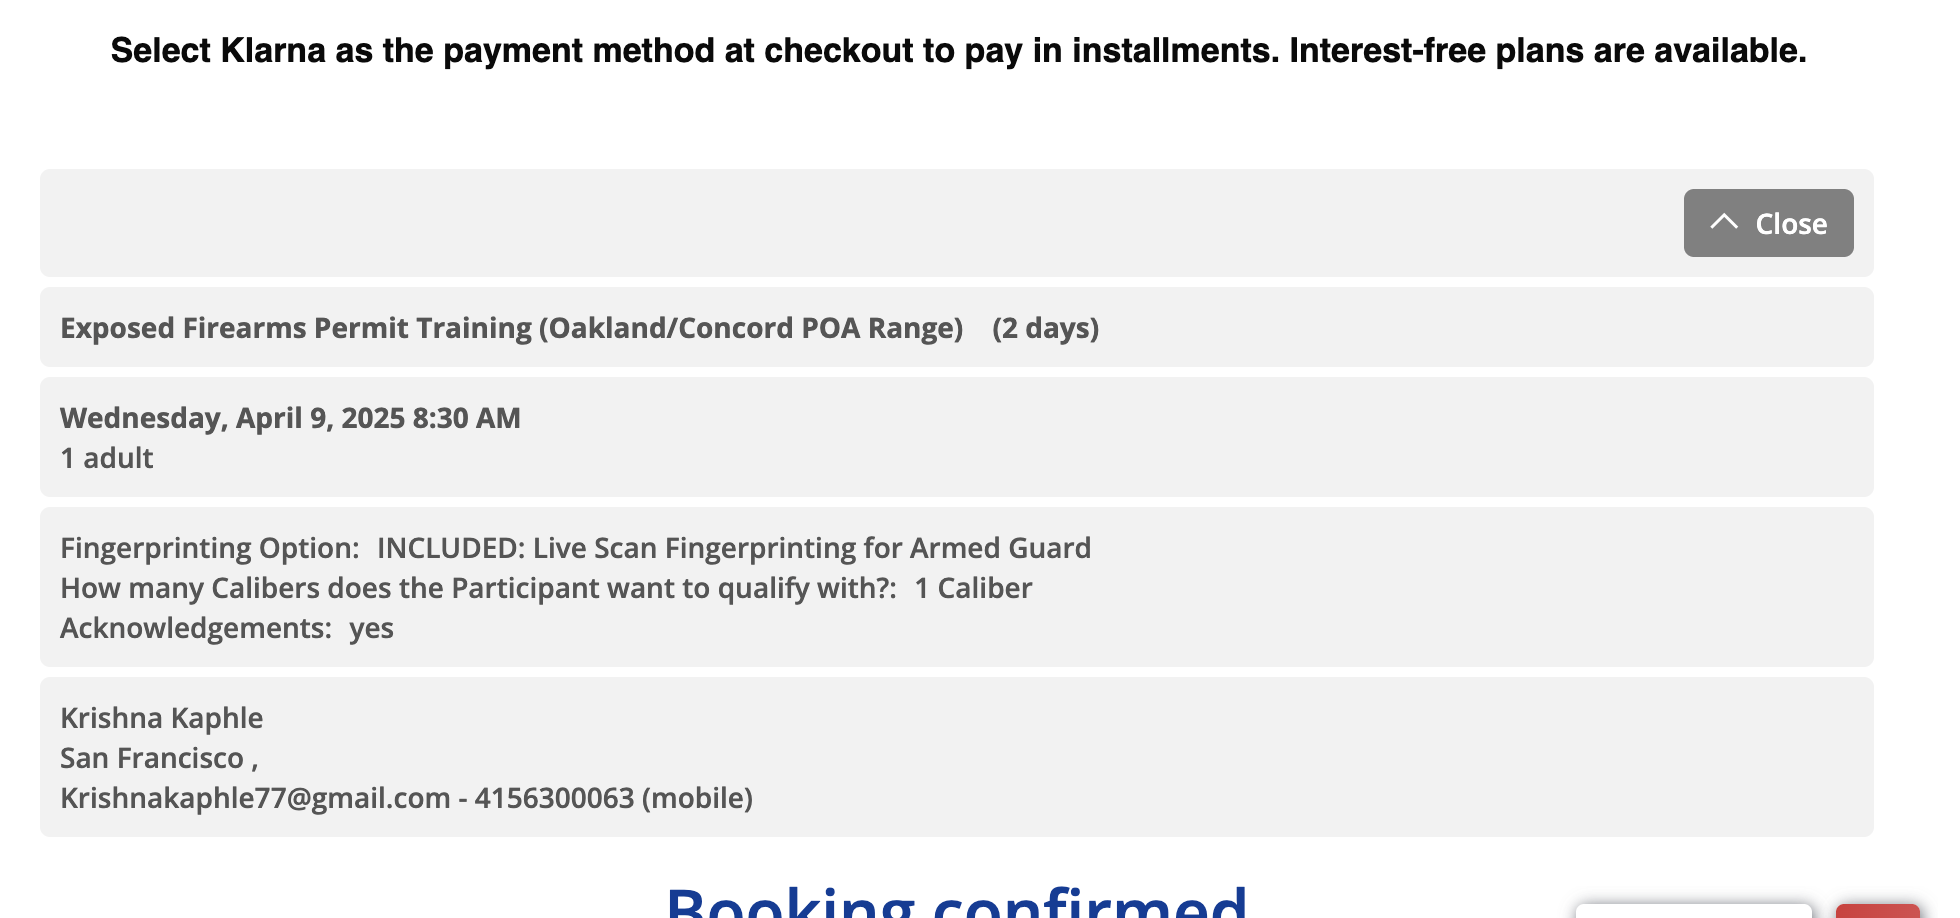 Select Klarna as the payment method at checkout to pay in installments. Interest-free plans are available.
Close
Exposed Firearms Permit Training (Oakland/Concord POA Range) (2 days)
Wednesday, April 9, 2025 8:30 AM
1 adult
Fingerprinting Option: INCLUDED: Live Scan Fingerprinting for Armed Guard
How many Calibers does the Participant want to qualify with?: 1 Caliber
Acknowledgements: yes
Krishna Kaphle
San Francisco ,
Krishnakaphle77@gmail.com - 4156300063 (mobile)
Booking confirmed